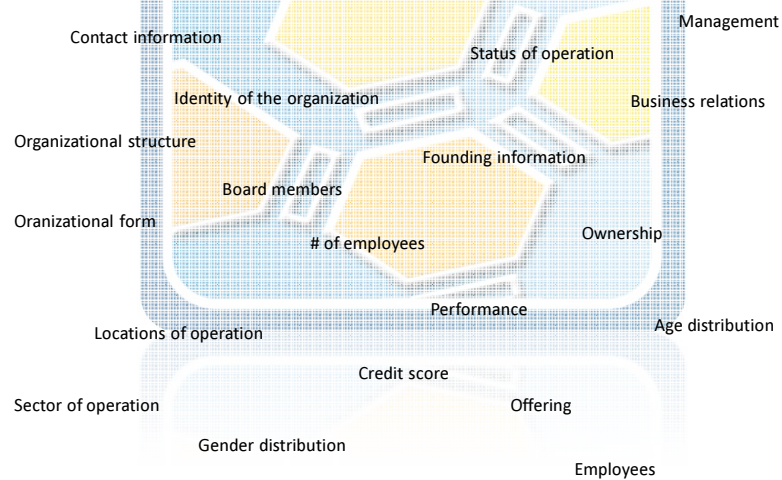 Management
Contact information
Status of operation
Identity of the organization
Business relations
Organizational structure
Founding information
Board members
Oranizational form
Ownership
# of employees
Performance
Age distribution
Locations of operation
Credit score
Sector of operation
Offering
Gender distribution
Employees